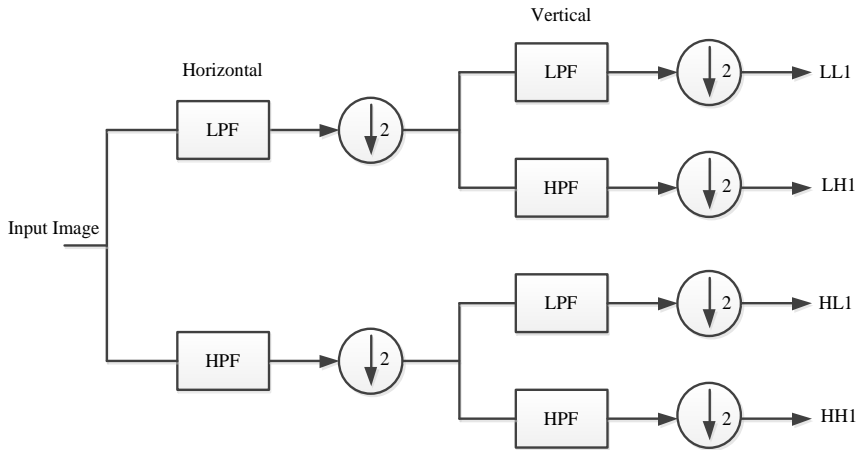 Vertical
Horizontal
LPF
2
LL1
LPF
2
HPF
2
LH1
Input Image
LPF
2
HL1
HPF
2
HPF
2
HH1